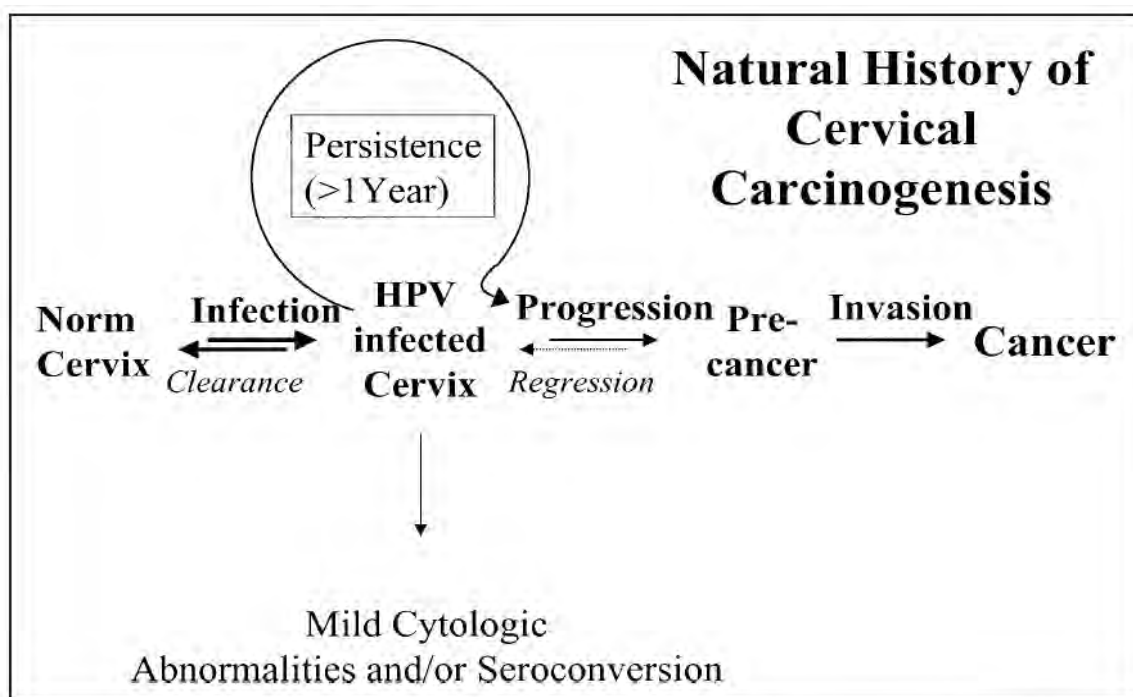 Natural History of
Cervical
Carcinogenesis
Persistence
(>1Year)
Norm
Cervix
Infection
Clearance
HPV
infected
Cervix
Progression
Regression
Pre-
cancer
Invasion
Cancer
Mild Cytologic
Abnormalities and/or Seroconversion